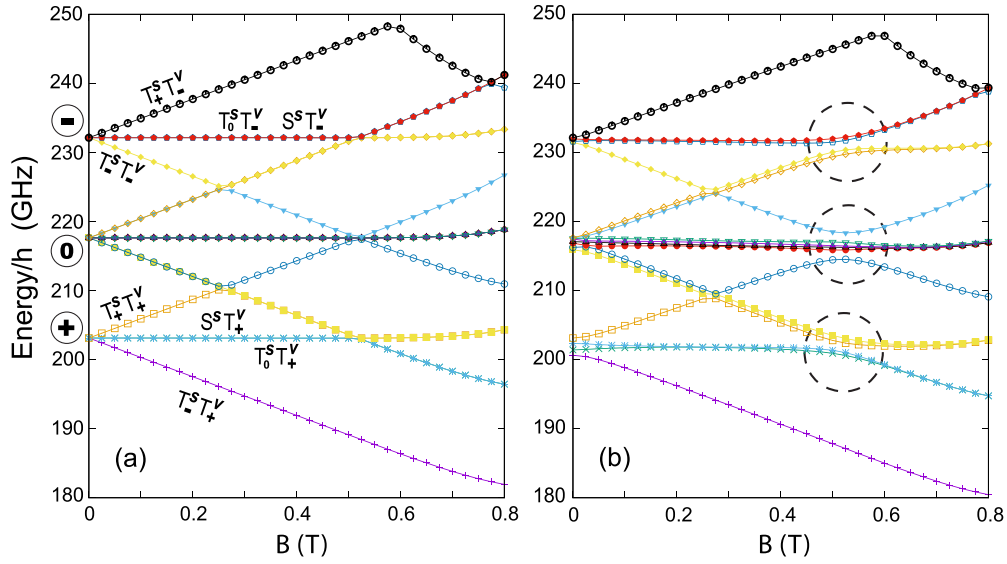 250
240
230
220
210
200
190
180
Energy/h (GHz)
-
0
+
T₊ˢT₋ᵛ
T₀ˢT₋ᵛ
SˢT₋ᵛ
T₋ˢT₋ᵛ
T₊ˢT₊ᵛ
SˢT₊ᵛ
T₀ˢT₊ᵛ
T₋ˢT₊ᵛ
(a)
0
0.2
0.4
0.6
0.8
B (T)
250
240
230
220
210
200
190
180
(b)
0
0.2
0.4
0.6
0.8
B (T)